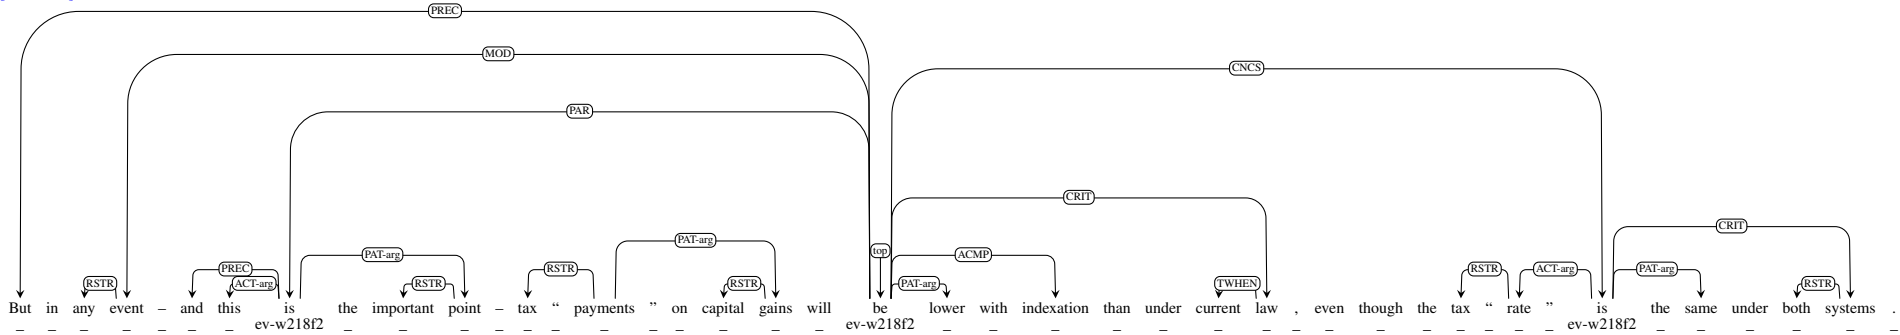 PREC
MOD
CNCS
PAR
CRIT
CRIT
PAT-arg
top
PAT-arg ACMP
PREC RSTR RSTR ACT-arg PAT-arg
RSTR ACT-arg RSTR RSTR PAT-arg TWHEN RSTR
But in any event – and this is the important point – tax “ payments ” on capital gains will be lower with indexation than under current law , even though the tax “ rate ” is the same under both systems .
ev-w218f2 ev-w218f2 ev-w218f2